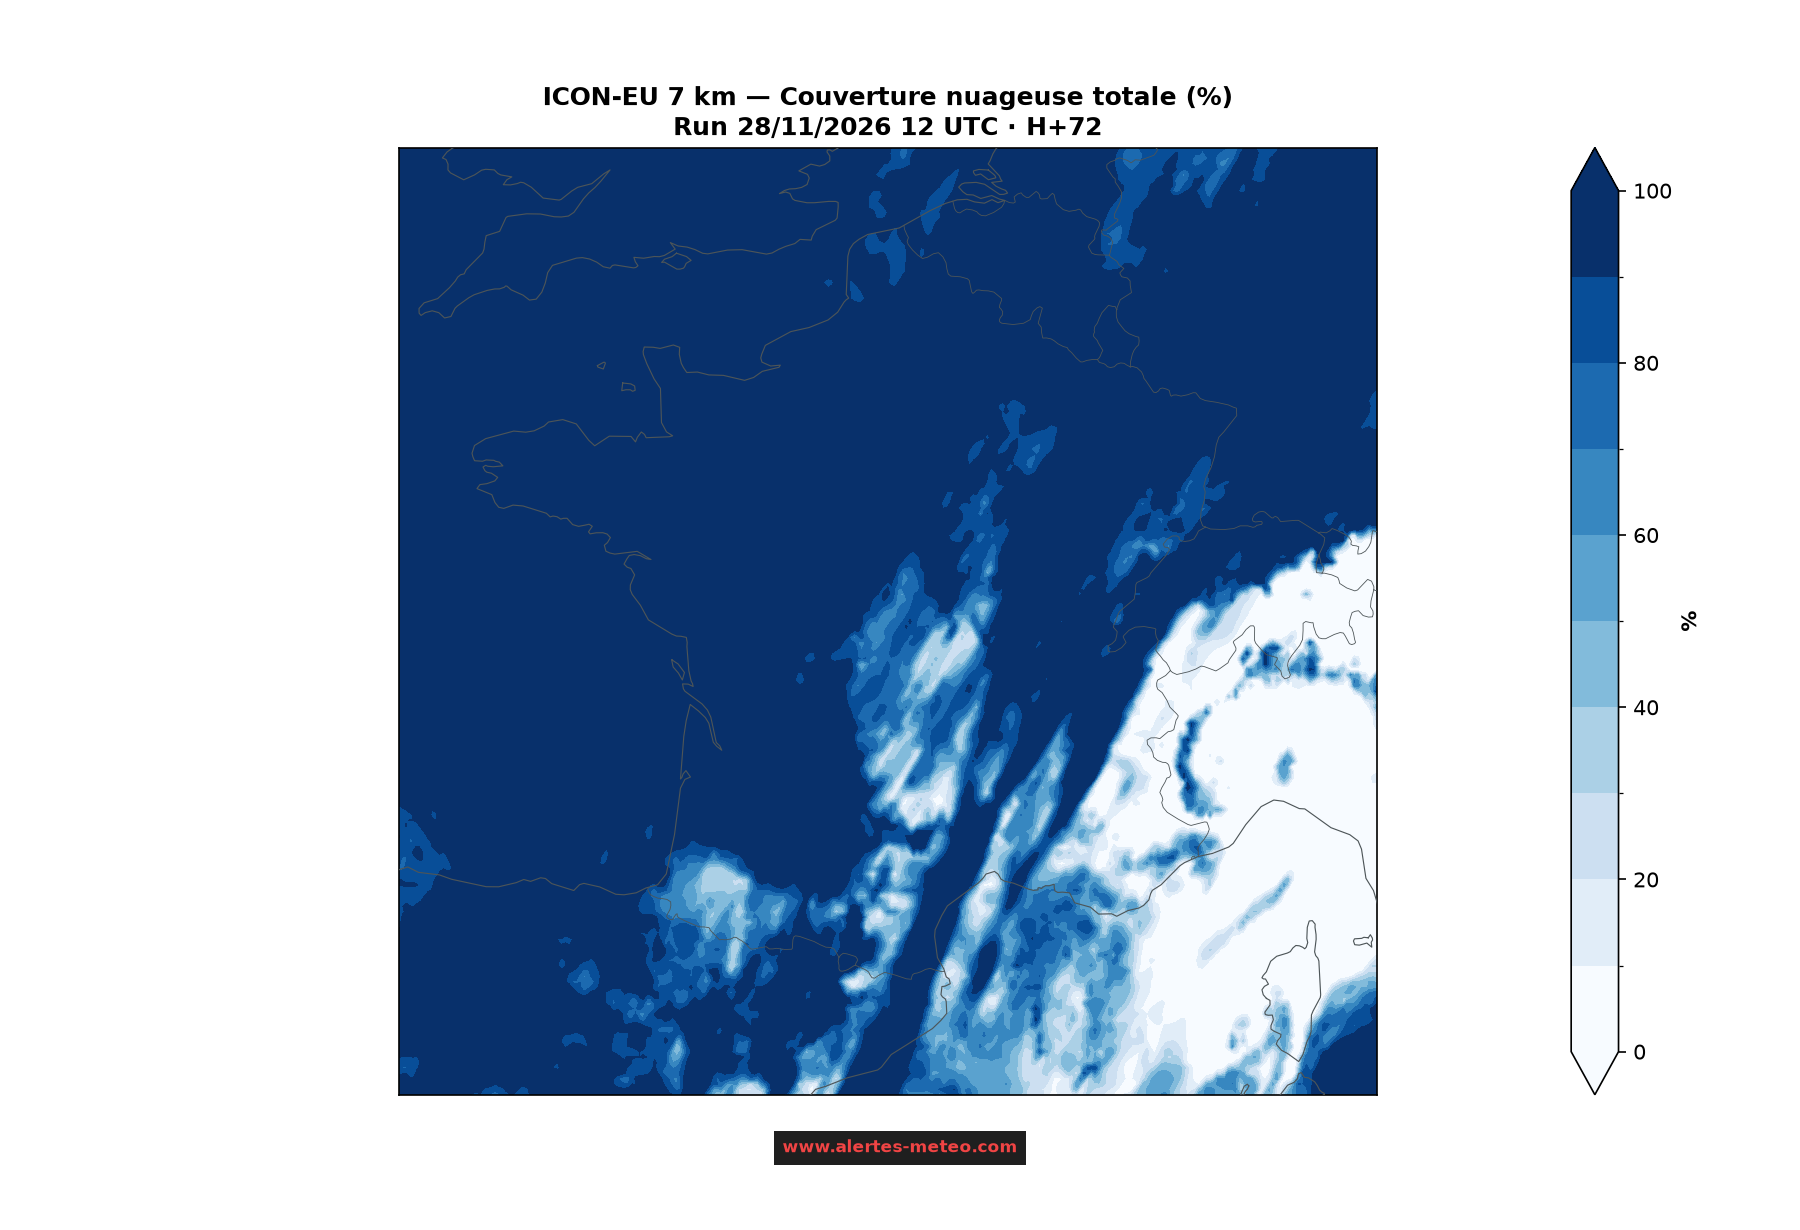 ICON-EU 7 km — Couverture nuageuse totale (%)
Run 28/11/2026 12 UTC · H+72
100
80
60
40
20
0
%
www.alertes-meteo.com